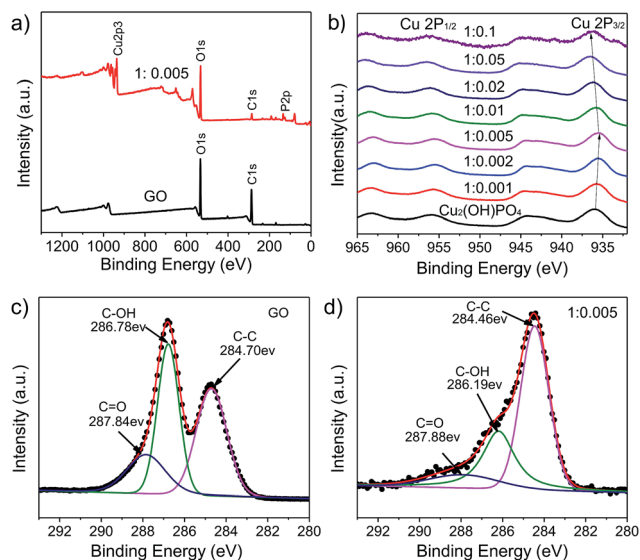 a)
Cu2p3
1: 0.005
O1s
C1s
P2p
O1s
C1s
GO
Intensity (a.u.)
1200 1000 800 600 400 200 0
Binding Energy (eV)
b)
Cu 2P1/2 Cu 2P3/2
1:0.1
1:0.05
1:0.02
1:0.01
1:0.005
1:0.002
1:0.001
Cu2(OH)PO4
Intensity(a.u.)
965 960 955 950 945 940 935
Binding Energy (eV)
c)
GO
C-OH
286.78ev
C-C
284.70ev
C=O
287.84ev
Intensity (a.u.)
292 290 288 286 284 282 280
Binding Energy (eV)
d)
1:0.005
C-C
284.46ev
C-OH
286.19ev
C=O
287.88ev
Intensity (a.u.)
292 290 288 286 284 282 280
Binding Energy (eV)